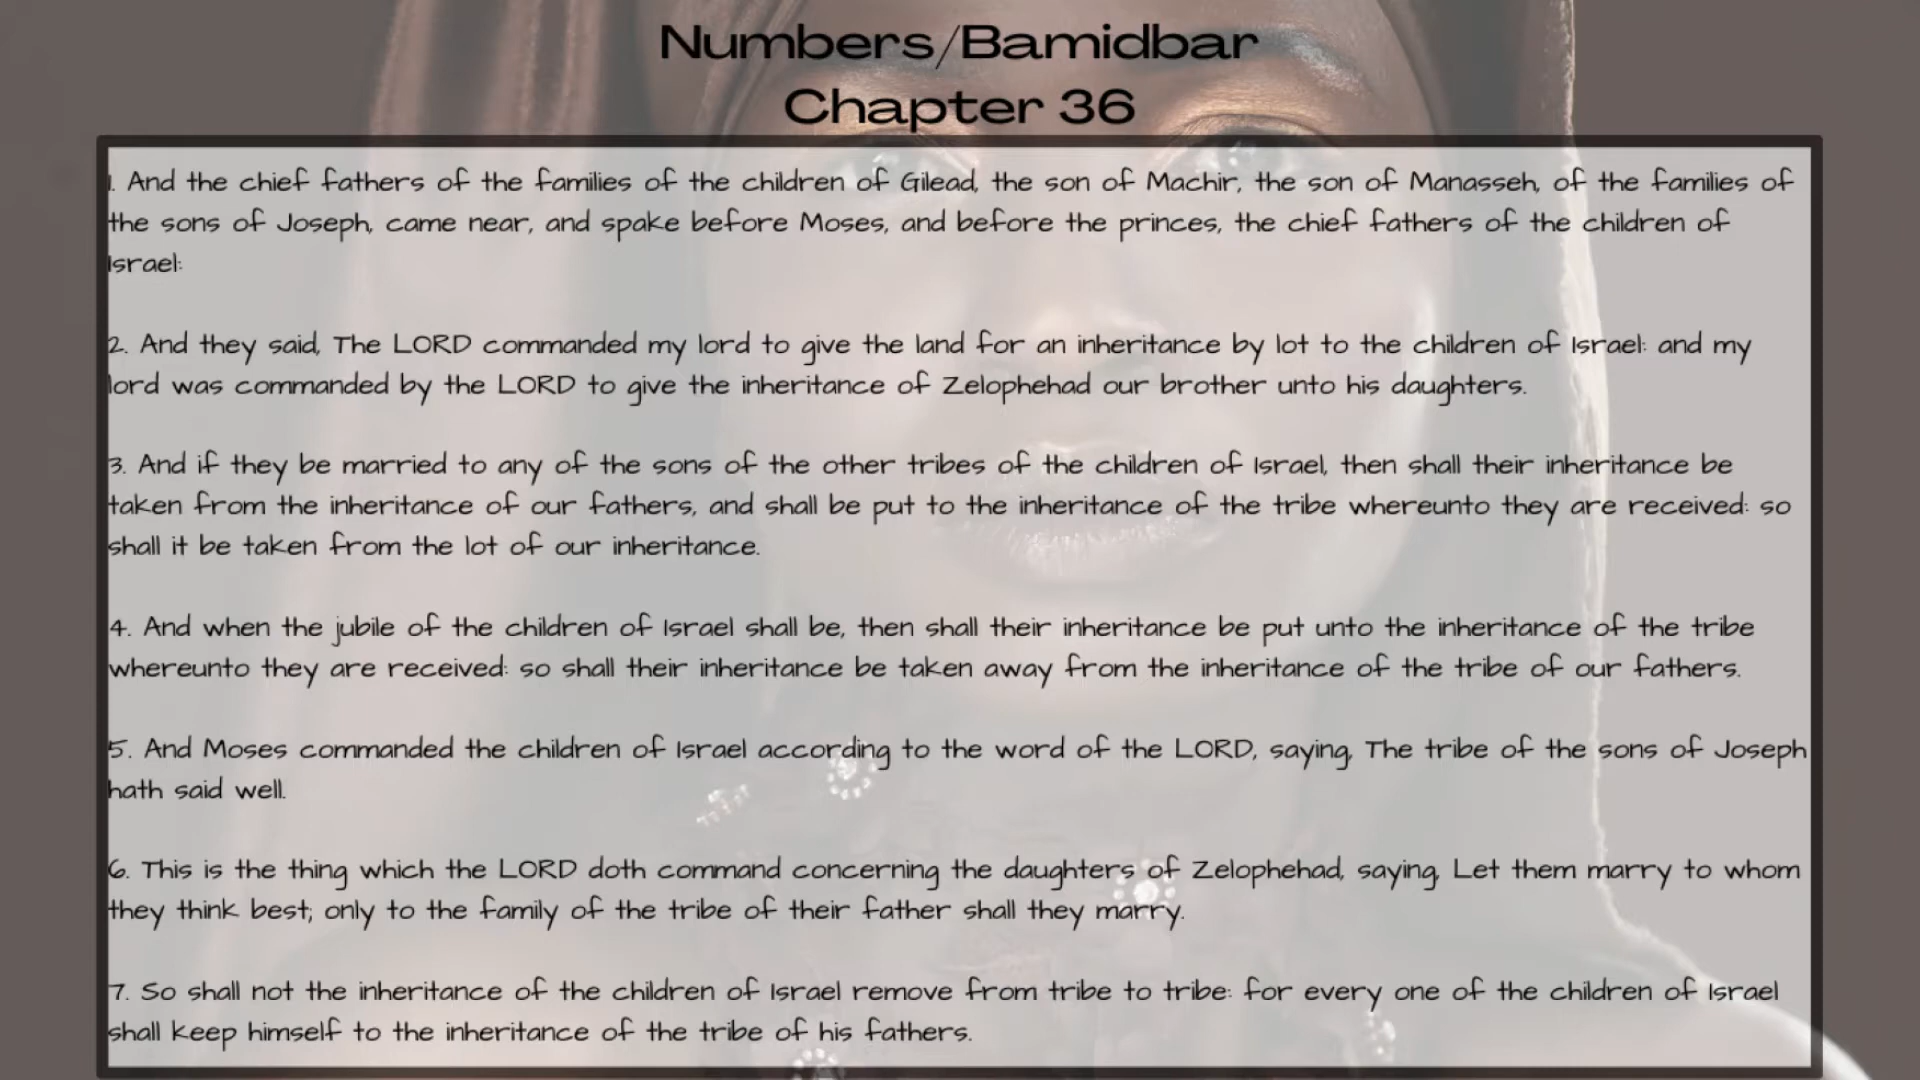 Numbers/Bamidbar
Chapter 36
1. And the chief fathers of the families of the children of Gilead, the son of Machir, the son of Manasseh, of the families of
the sons of Joseph, came near, and spake before Moses, and before the princes, the chief fathers of the children of
Israel:
2. And they said, The LORD commanded my lord to give the land for an inheritance by lot to the children of Israel: and my
lord was commanded by the LORD to give the inheritance of Zelophehad our brother unto his daughters.
3. And if they be married to any of the sons of the other tribes of the children of Israel, then shall their inheritance be
taken from the inheritance of our fathers, and shall be put to the inheritance of the tribe whereunto they are received: so
shall it be taken from the lot of our inheritance.
4. And when the jubile of the children of Israel shall be, then shall their inheritance be put unto the inheritance of the tribe
whereunto they are received: so shall their inheritance be taken away from the inheritance of the tribe of our fathers.
5. And Moses commanded the children of Israel according to the word of the LORD, saying, The tribe of the sons of Joseph
hath said well.
6. This is the thing which the LORD doth command concerning the daughters of Zelophehad, saying, Let them marry to whom
they think best; only to the family of the tribe of their father shall they marry.
7. So shall not the inheritance of the children of Israel remove from tribe to tribe: for every one of the children of Israel
shall keep himself to the inheritance of the tribe of his fathers.